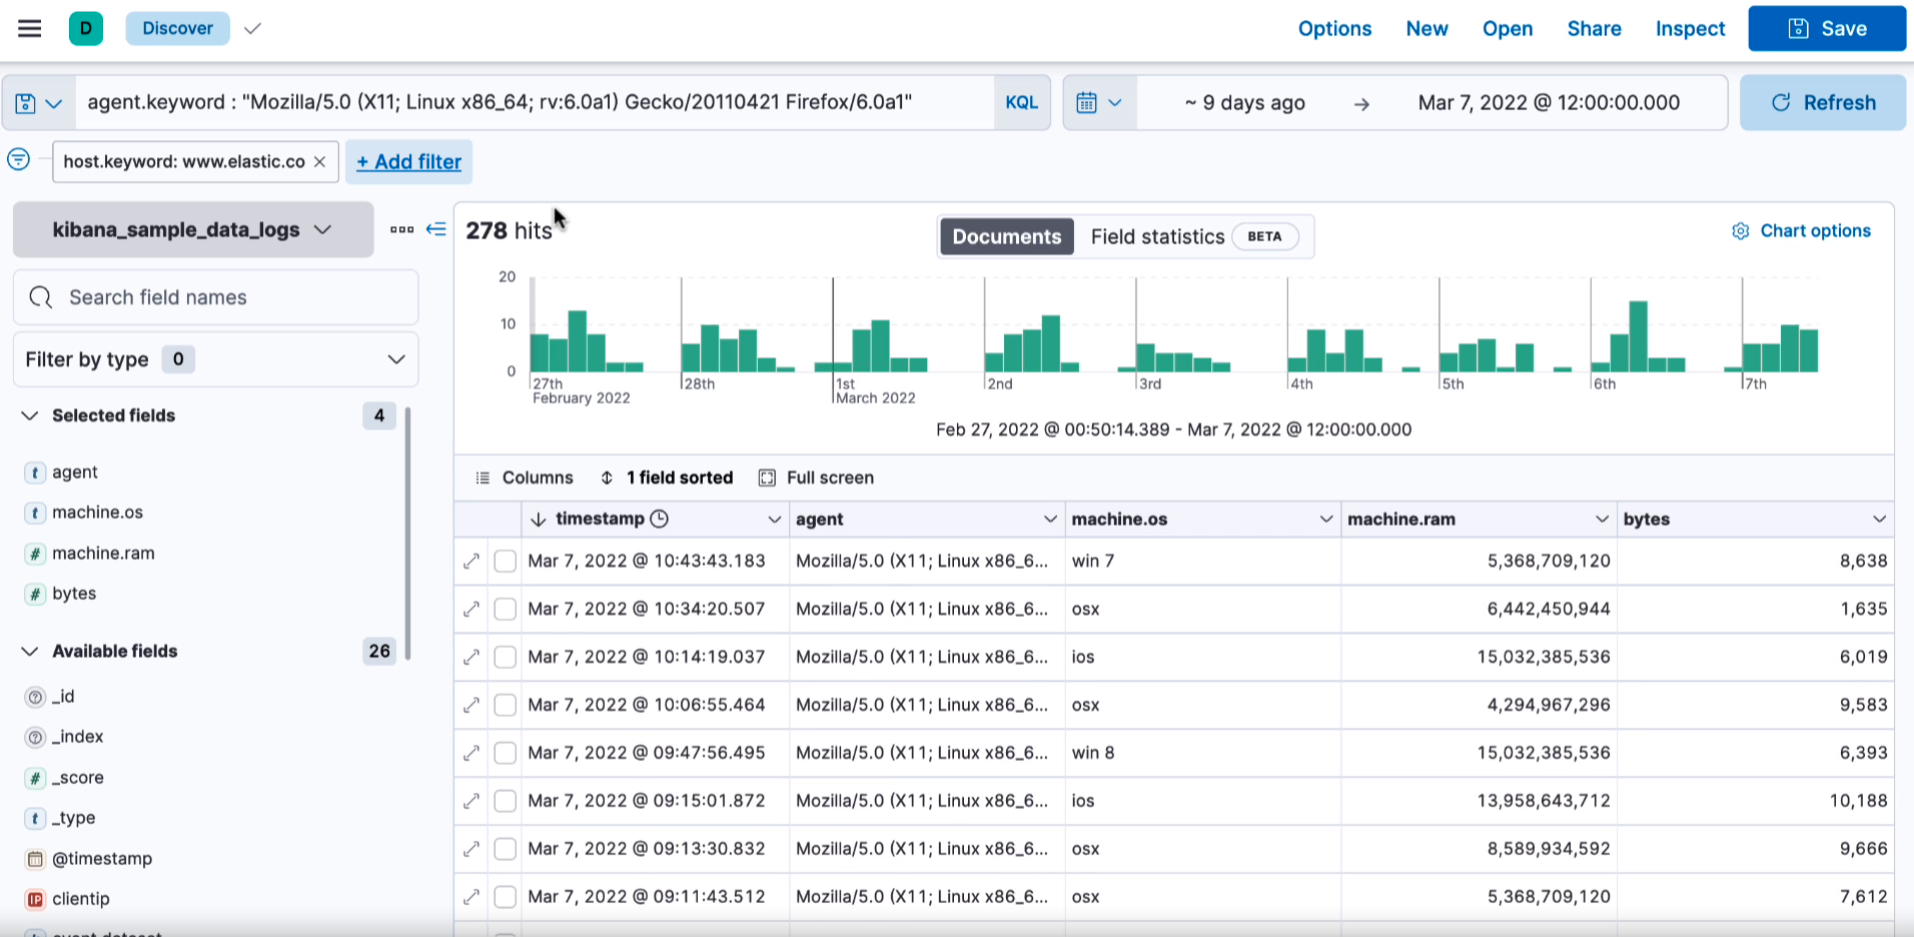 D Discover Options New Open Share Inspect Save
agent.keyword : "Mozilla/5.0 (X11; Linux x86_64; rv:6.0a1) Gecko/20110421 Firefox/6.0a1" KQL ~ 9 days ago → Mar 7, 2022 @ 12:00:00.000 Refresh
host.keyword: www.elastic.co × + Add filter
kibana_sample_data_logs
Search field names
Filter by type 0
Selected fields 4
t agent
t machine.os
# machine.ram
# bytes
Available fields 26
_id
_index
# _score
t _type
@timestamp
IP clientip
278 hits Documents Field statistics BETA Chart options
20
10
0
27th 28th 1st 2nd 3rd 4th 5th 6th 7th
February 2022 March 2022
Feb 27, 2022 @ 00:50:14.389 - Mar 7, 2022 @ 12:00:00.000
Columns 1 field sorted Full screen
timestamp agent machine.os machine.ram bytes
Mar 7, 2022 @ 10:43:43.183 Mozilla/5.0 (X11; Linux x86_6... win 7 5,368,709,120 8,638
Mar 7, 2022 @ 10:34:20.507 Mozilla/5.0 (X11; Linux x86_6... osx 6,442,450,944 1,635
Mar 7, 2022 @ 10:14:19.037 Mozilla/5.0 (X11; Linux x86_6... ios 15,032,385,536 6,019
Mar 7, 2022 @ 10:06:55.464 Mozilla/5.0 (X11; Linux x86_6... osx 4,294,967,296 9,583
Mar 7, 2022 @ 09:47:56.495 Mozilla/5.0 (X11; Linux x86_6... win 8 15,032,385,536 6,393
Mar 7, 2022 @ 09:15:01.872 Mozilla/5.0 (X11; Linux x86_6... ios 13,958,643,712 10,188
Mar 7, 2022 @ 09:13:30.832 Mozilla/5.0 (X11; Linux x86_6... osx 8,589,934,592 9,666
Mar 7, 2022 @ 09:11:43.512 Mozilla/5.0 (X11; Linux x86_6... osx 5,368,709,120 7,612